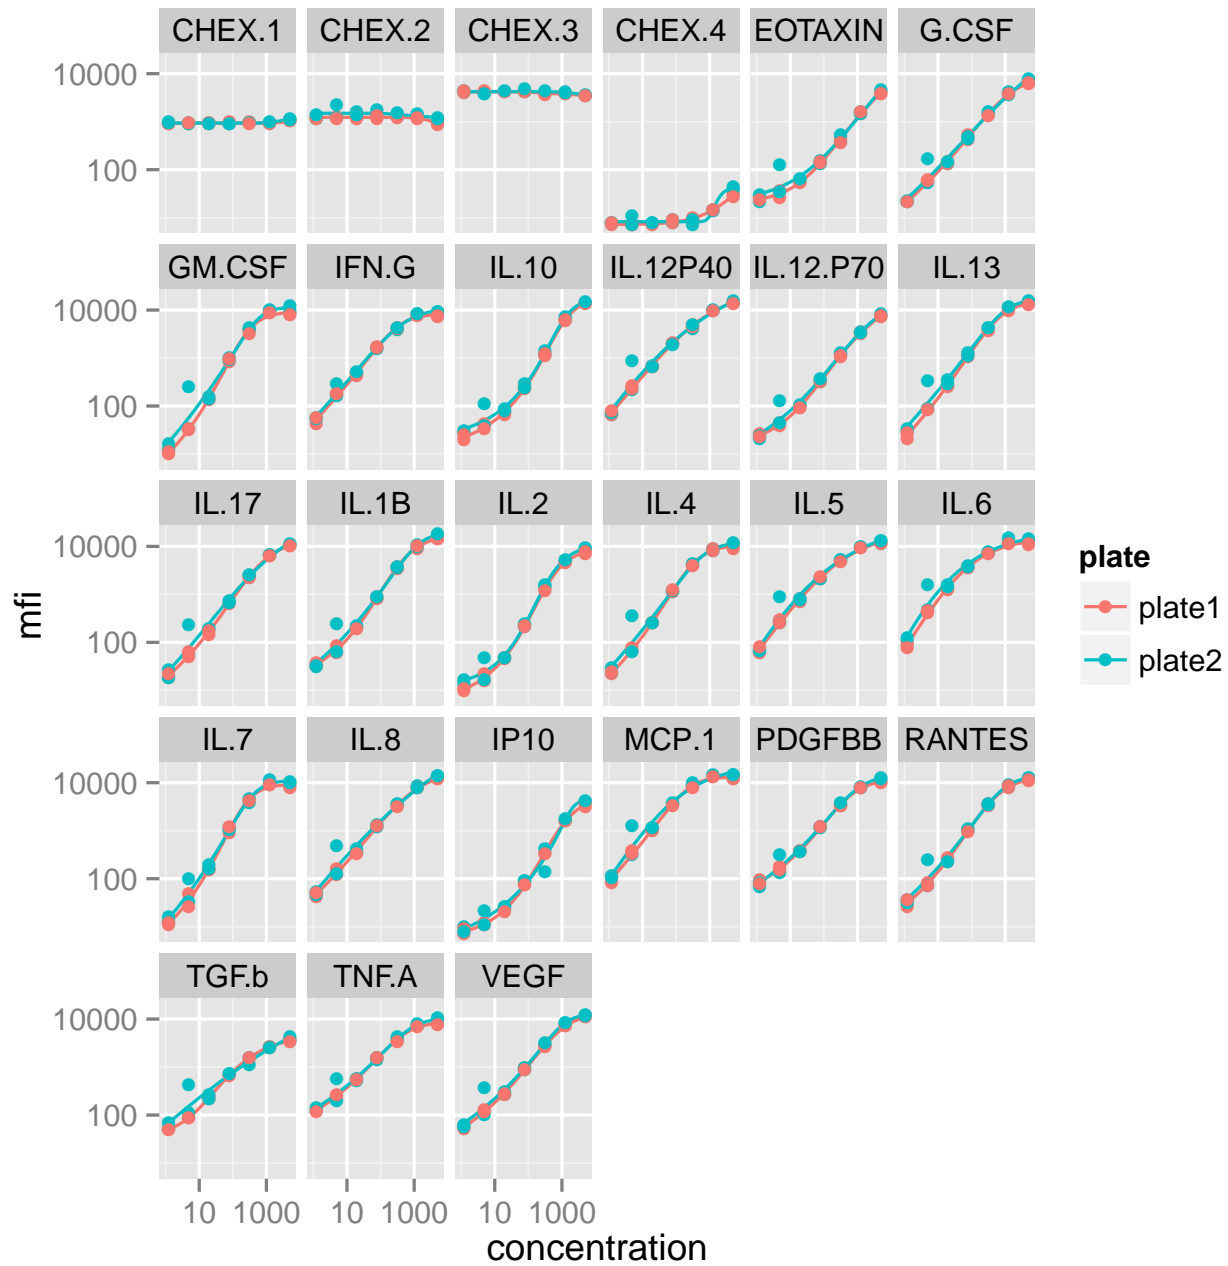 CHEX.1 CHEX.2 CHEX.3 CHEX.4 EOTAXIN G.CSF
10000
100
GM.CSF IFN.G IL.10 IL.12P40 IL.12.P70 IL.13
10000
100
IL.17 IL.1B IL.2 IL.4 IL.5 IL.6
10000
100
mfi
plate
plate1
plate2
IL.7 IL.8 IP10 MCP.1 PDGFBB RANTES
10000
100
TGF.b TNF.A VEGF
10000
100
10 1000 10 1000 10 1000
concentration